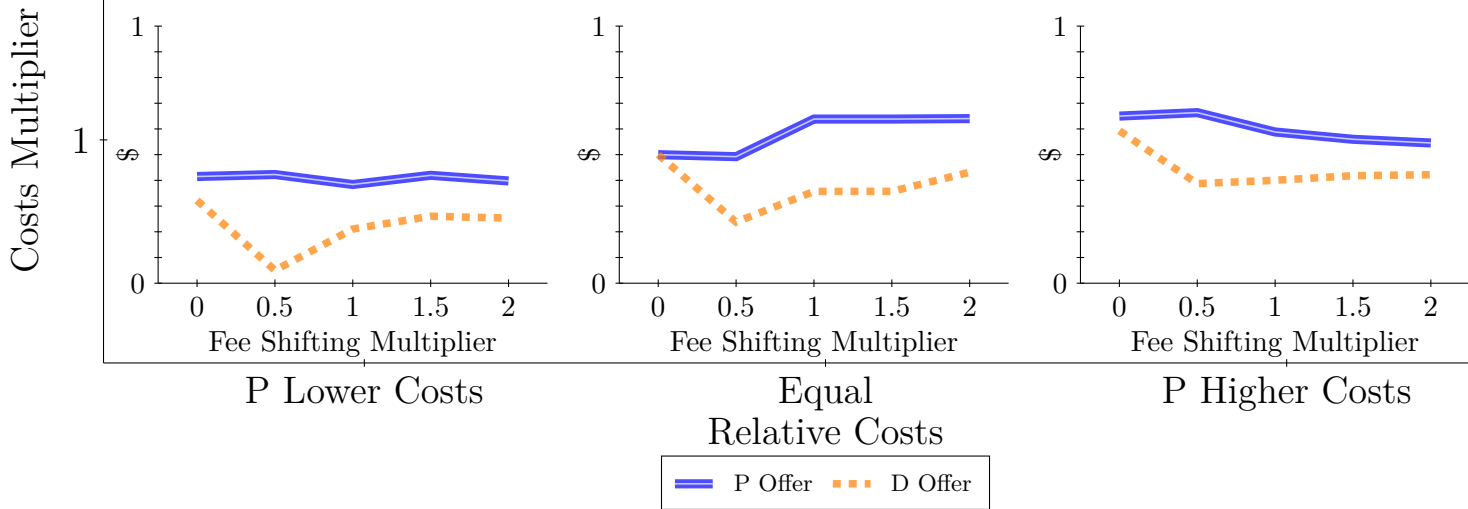 Costs Multiplier
1
1
$
0
0 0.5 1 1.5 2
Fee Shifting Multiplier
1
$
0
0 0.5 1 1.5 2
Fee Shifting Multiplier
1
$
0
0 0.5 1 1.5 2
Fee Shifting Multiplier
P Lower Costs
Equal
P Higher Costs
Relative Costs
P Offer
D Offer